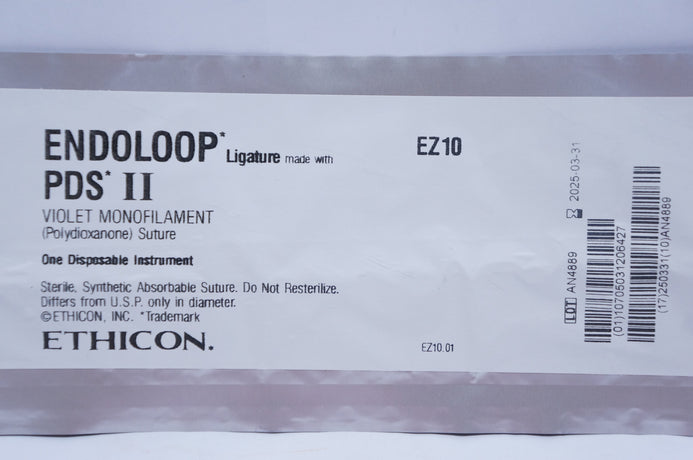 ENDOLOOP* Ligature made with
PDS* II
VIOLET MONOFILAMENT
(Polydioxanone) Suture
One Disposable Instrument
Sterile, Synthetic Absorbable Suture. Do Not Resterilize.
Differs from U.S.P. only in diameter.
©ETHICON, INC. *Trademark
ETHICON.
EZ10
EZ10.01
2025-03-31
LOT AN4889
(01)10705031206427
(17)250331(10)AN4889